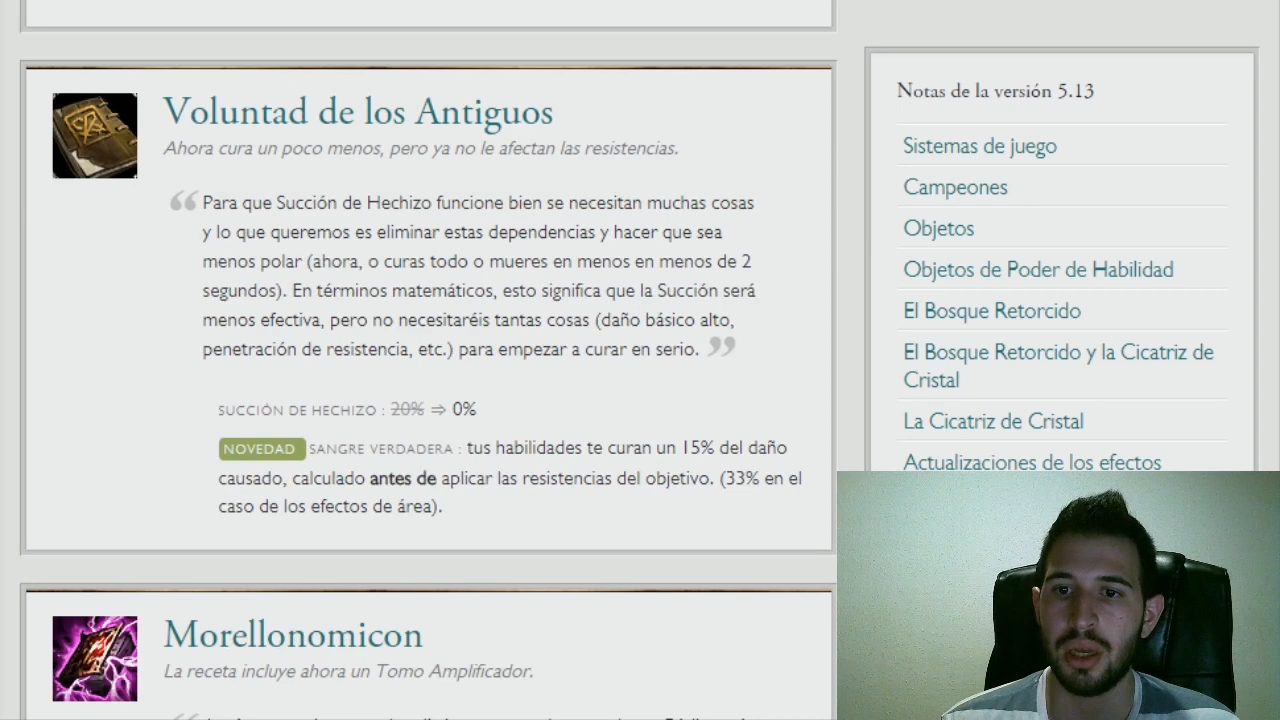 Voluntad de los Antiguos
Ahora cura un poco menos, pero ya no le afectan las resistencias.
“ Para que Succión de Hechizo funcione bien se necesitan muchas cosas
y lo que queremos es eliminar estas dependencias y hacer que sea
menos polar (ahora, o curas todo o mueres en menos en menos de 2
segundos). En términos matemáticos, esto significa que la Succión será
menos efectiva, pero no necesitaréis tantas cosas (daño básico alto,
penetración de resistencia, etc.) para empezar a curar en serio. ”
SUCCIÓN DE HECHIZO : 20% ⇒ 0%
NOVEDAD SANGRE VERDADERA : tus habilidades te curan un 15% del daño
causado, calculado antes de aplicar las resistencias del objetivo. (33% en el
caso de los efectos de área).
Morellonomicon
La receta incluye ahora un Tomo Amplificador.
Notas de la versión 5.13
Sistemas de juego
Campeones
Objetos
Objetos de Poder de Habilidad
El Bosque Retorcido
El Bosque Retorcido y la Cicatriz de
Cristal
La Cicatriz de Cristal
Actualizaciones de los efectos